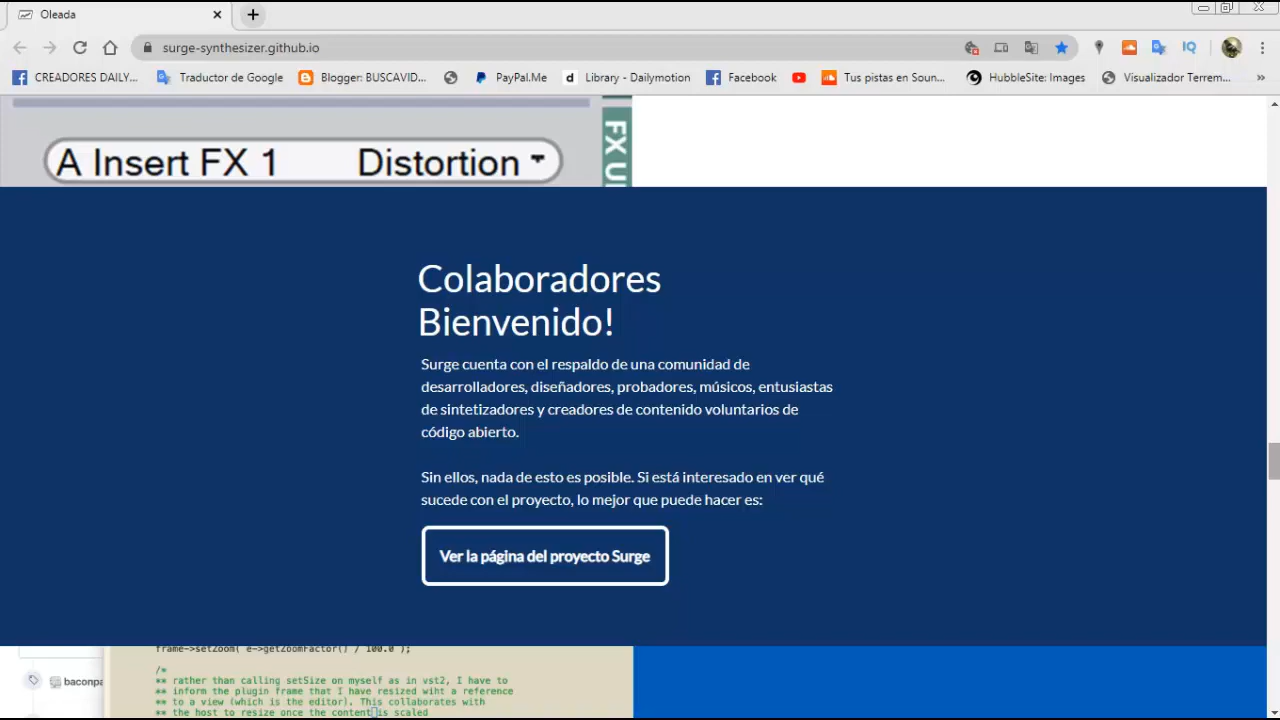 Oleada
surge-synthesizer.github.io
CREADORES DAILY... Traductor de Google Blogger: BUSCAVID... PayPal.Me Library - Dailymotion Facebook Tus pistas en Soun... HubbleSite: Images Visualizador Terrem... »
A Insert FX 1 Distortion
FX U
Colaboradores
Bienvenido!
Surge cuenta con el respaldo de una comunidad de
desarrolladores, diseñadores, probadores, músicos, entusiastas
de sintetizadores y creadores de contenido voluntarios de
código abierto.
Sin ellos, nada de esto es posible. Si está interesado en ver qué
sucede con el proyecto, lo mejor que puede hacer es:
Ver la página del proyecto Surge
frame->setZoom( e->getZoomFactor() / 100.0 );
/*
** rather than calling setSize on myself as in vst2, I have to
** inform the plugin frame that I have resized wiht a reference
baconpa
** to a view (which is the editor). This collaborates with
** the host to resize once the content is scaled